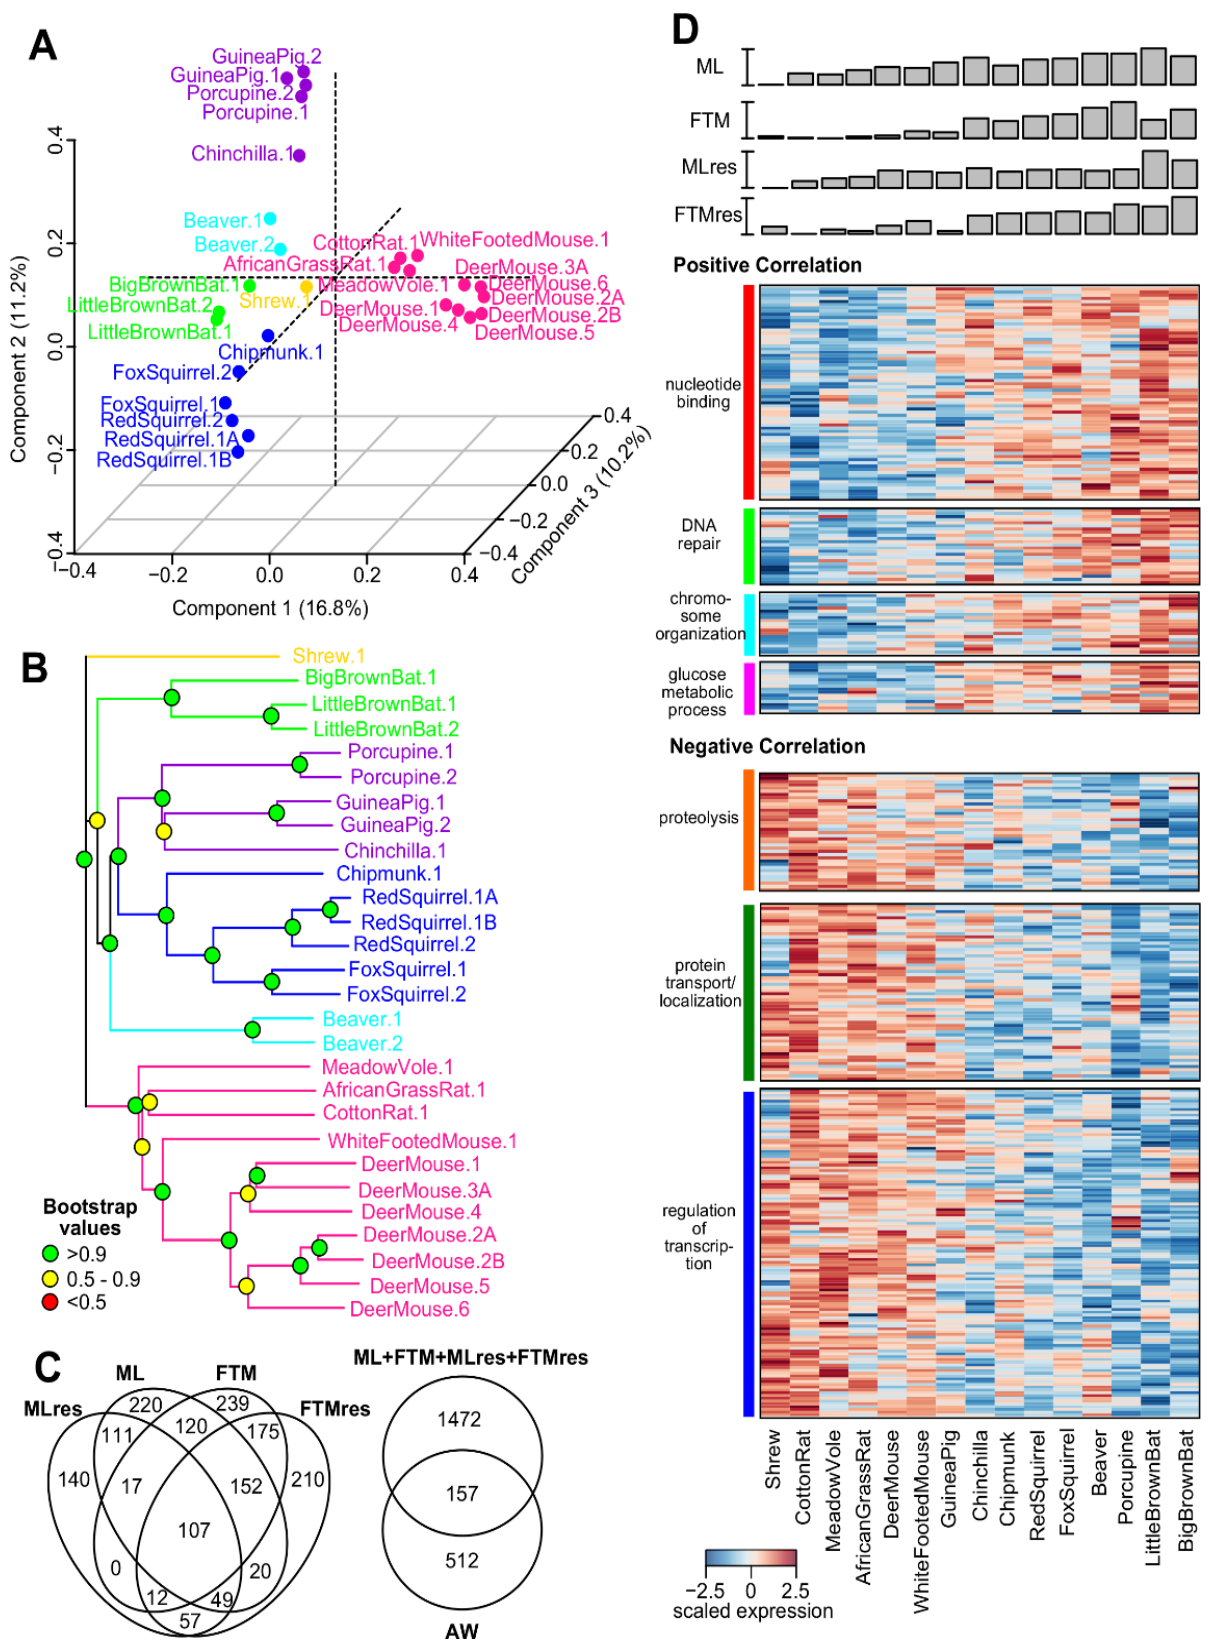 A
GuineaPig.2
GuineaPig.1
Porcupine.2
Porcupine.1
Chinchilla.1
Beaver.1
Beaver.2
CottonRat.1
WhiteFootedMouse.1
AfricanGrassRat.1
DeerMouse.3A
BigBrownBat.1
MeadowVole.1
DeerMouse.6
Shrew.1
DeerMouse.2A
LittleBrownBat.2
DeerMouse.1
DeerMouse.2B
LittleBrownBat.1
DeerMouse.4
DeerMouse.5
Chipmunk.1
FoxSquirrel.2
FoxSquirrel.1
RedSquirrel.2
RedSquirrel.1A
RedSquirrel.1B
Component 2 (11.2%)
0.4
0.2
0.0
−0.2
−0.4
−0.4
−0.2
0.0
0.2
0.4
Component 1 (16.8%)
0.4
0.2
0.0
−0.2
−0.4
Component 3 (10.2%)
B
Shrew.1
BigBrownBat.1
LittleBrownBat.1
LittleBrownBat.2
Porcupine.1
Porcupine.2
GuineaPig.1
GuineaPig.2
Chinchilla.1
Chipmunk.1
RedSquirrel.1A
RedSquirrel.1B
RedSquirrel.2
FoxSquirrel.1
FoxSquirrel.2
Beaver.1
Beaver.2
MeadowVole.1
AfricanGrassRat.1
CottonRat.1
WhiteFootedMouse.1
DeerMouse.1
DeerMouse.3A
DeerMouse.4
DeerMouse.2A
DeerMouse.2B
DeerMouse.5
DeerMouse.6
Bootstrap
values
>0.9
0.5 - 0.9
<0.5
C
ML
FTM
MLres
FTMres
220
239
111
120
175
140
17
152
210
107
0
20
12
49
57
ML+FTM+MLres+FTMres
1472
157
512
AW
D
ML
FTM
MLres
FTMres
Positive Correlation
nucleotide
binding
DNA
repair
chromo-
some
organization
glucose
metabolic
process
Negative Correlation
proteolysis
protein
transport/
localization
regulation
of
transcrip-
tion
Shrew
CottonRat
MeadowVole
AfricanGrassRat
DeerMouse
WhiteFootedMouse
GuineaPig
Chinchilla
Chipmunk
RedSquirrel
FoxSquirrel
Beaver
Porcupine
LittleBrownBat
BigBrownBat
−2.5 0 2.5
scaled expression